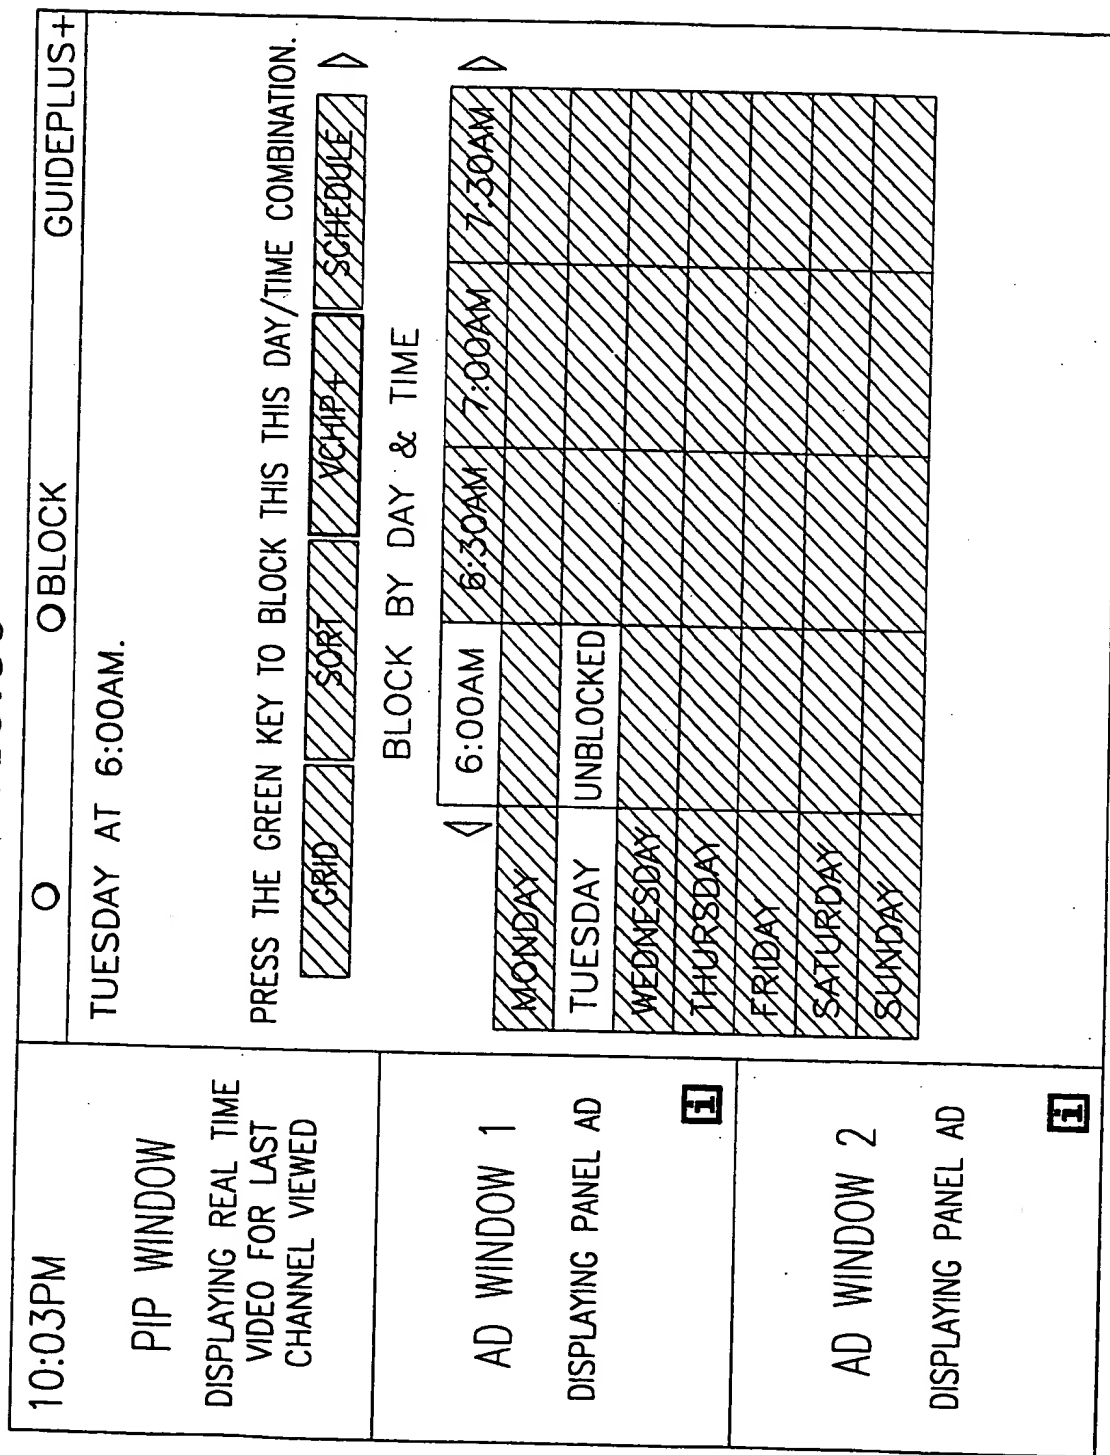 10:03PM
PIP WINDOW
DISPLAYING REAL TIME
VIDEO FOR LAST
CHANNEL VIEWED
AD WINDOW 1
DISPLAYING PANEL AD
i
AD WINDOW 2
DISPLAYING PANEL AD
i
BLOCK GUIDEPLUS+
TUESDAY AT 6:00AM.
PRESS THE GREEN KEY TO BLOCK THIS THIS DAY/TIME COMBINATION.
GRID SORT VCHIP+ SCHEDULE
BLOCK BY DAY & TIME
6:00AM 6:30AM 7:00AM 7:30AM
MONDAY
TUESDAY UNBLOCKED
WEDNESDAY
THURSDAY
FRIDAY
SATURDAY
SUNDAY